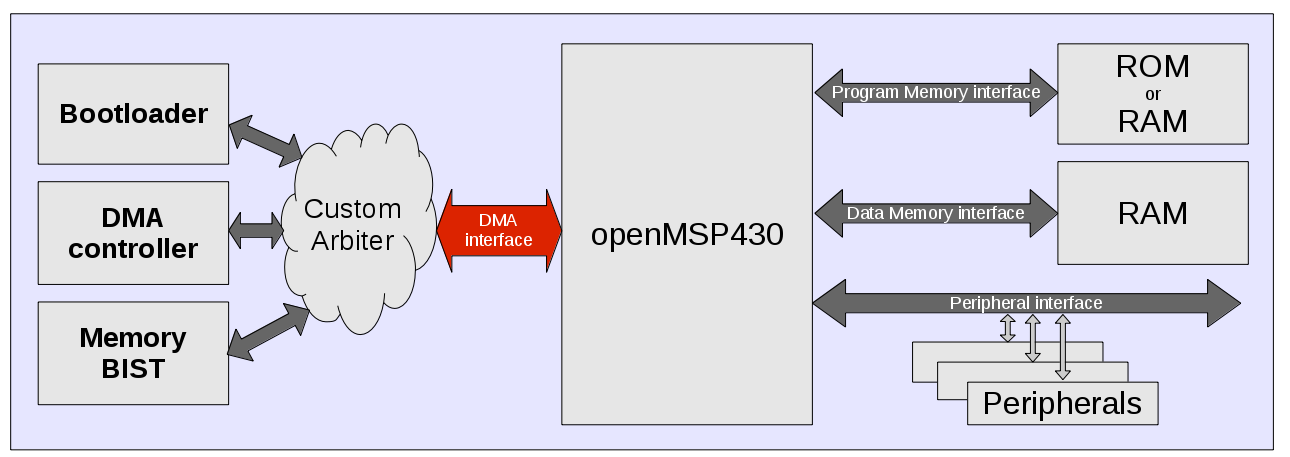 Bootloader
DMA
controller
Memory
BIST
Custom
Arbiter
DMA
interface
openMSP430
Program Memory interface
ROM
or
RAM
Data Memory interface
RAM
Peripheral interface
Peripherals